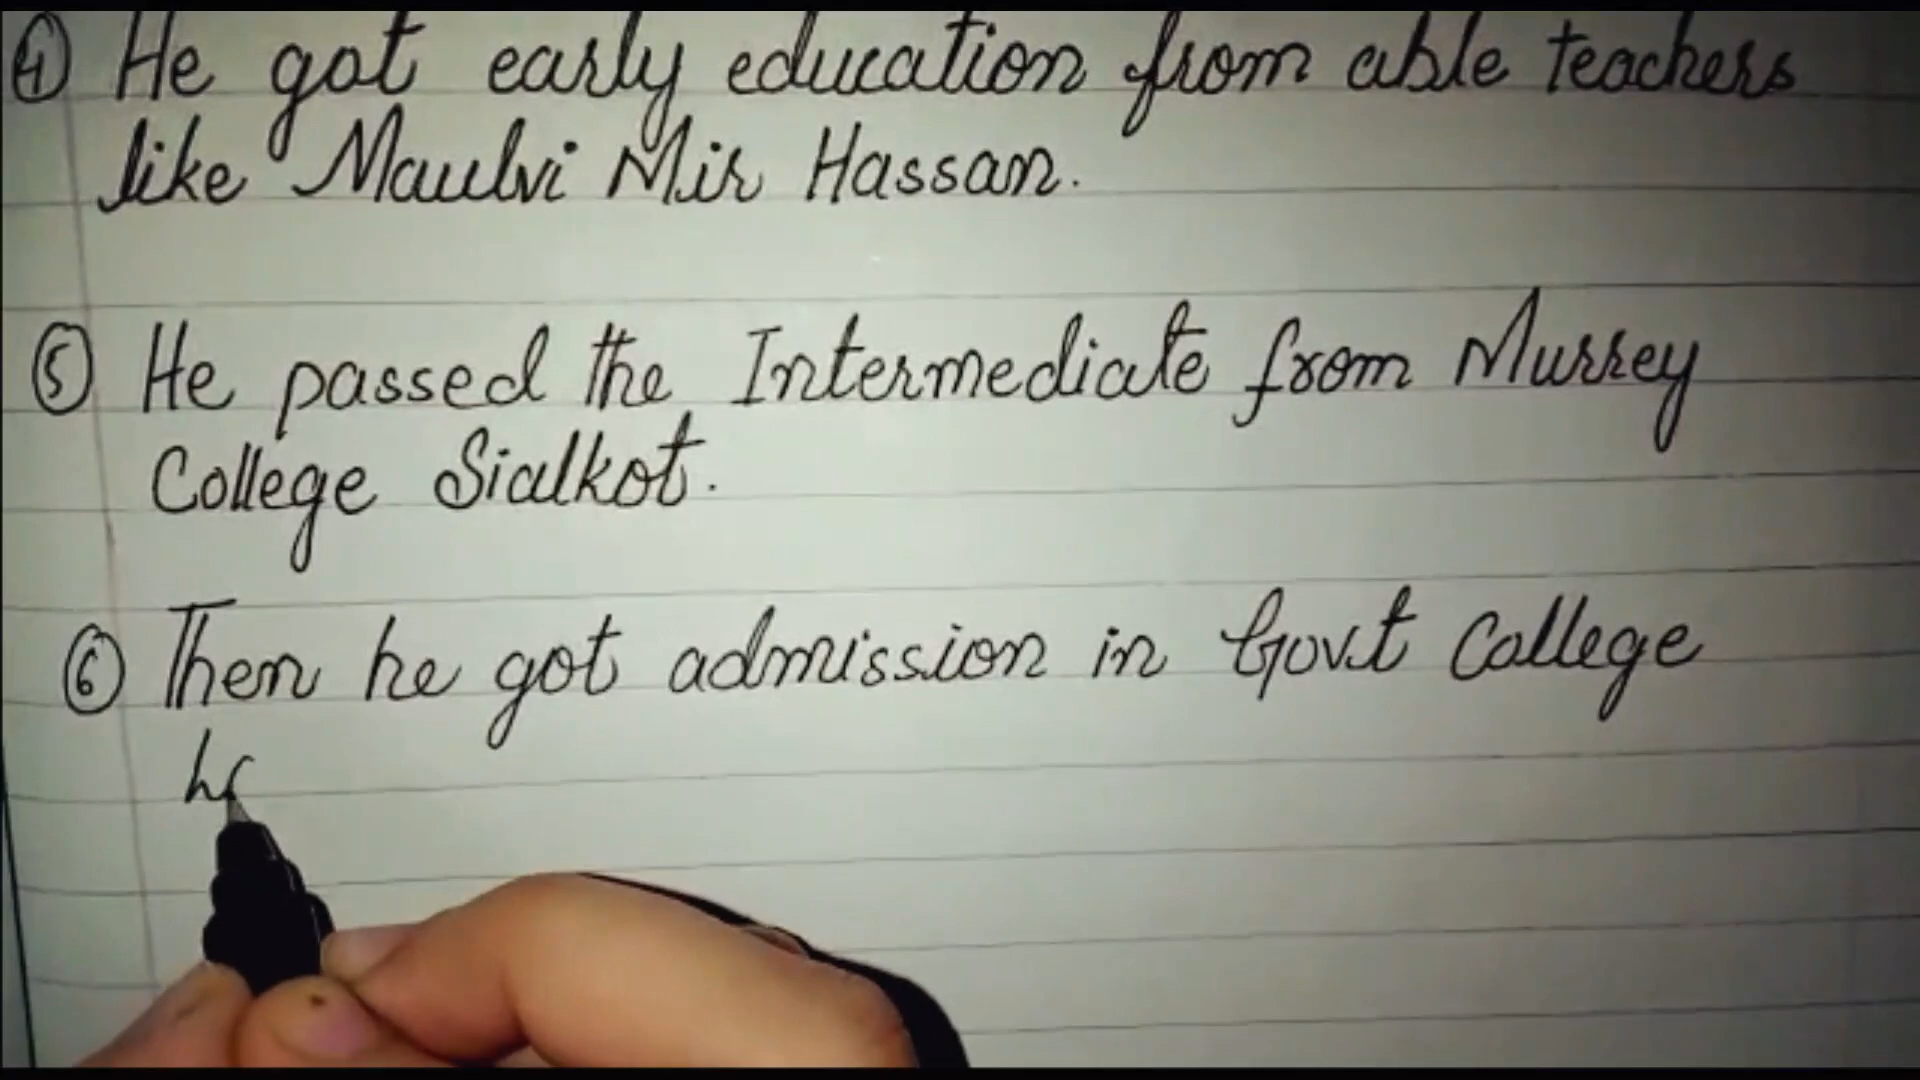 ④ He got early education from able teachers
like Maulvi Mir Hassan.
⑤ He passed the Intermediate from Murrey
College Sialkot.
⑥ Then he got admission in Govt College